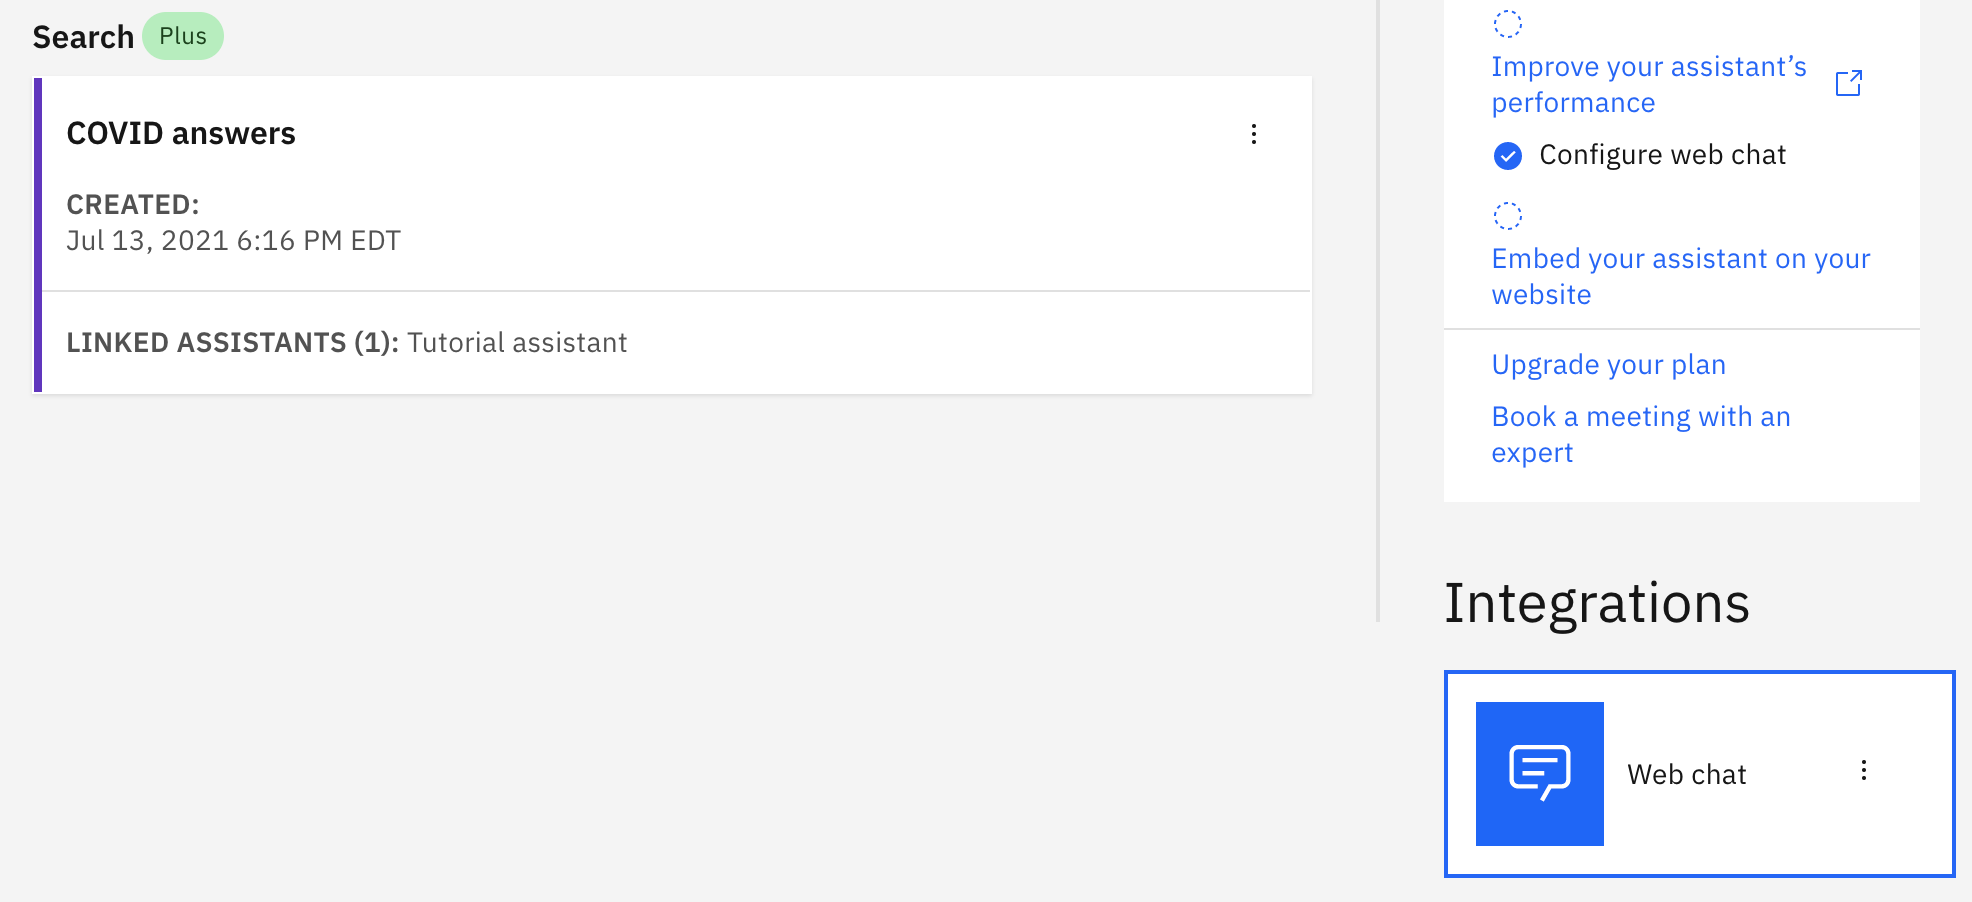 Search Plus
COVID answers
CREATED:
Jul 13, 2021 6:16 PM EDT
LINKED ASSISTANTS (1): Tutorial assistant
Improve your assistant’s
performance
Configure web chat
Embed your assistant on your
website
Upgrade your plan
Book a meeting with an
expert
Integrations
Web chat